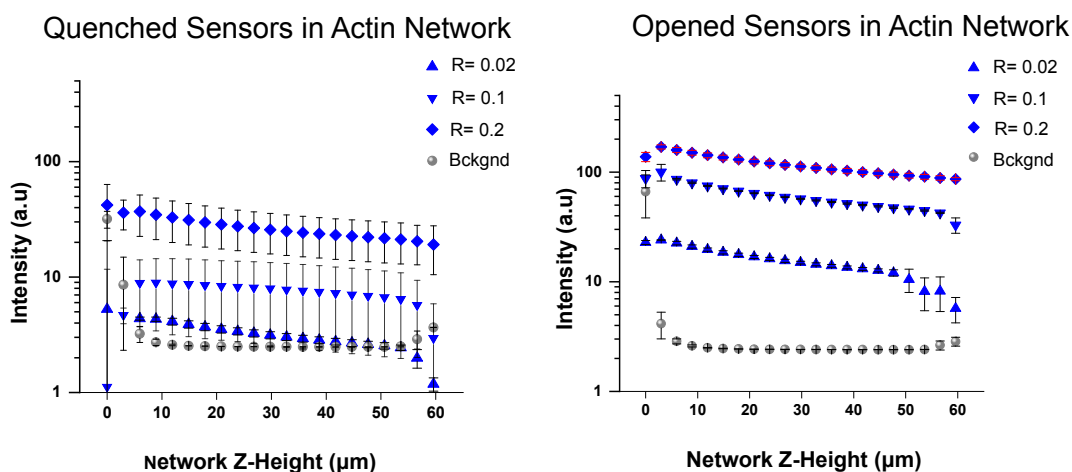 Quenched Sensors in Actin Network
R= 0.02
R= 0.1
R= 0.2
Bckgnd
Intensity (a.u)
100
10
1
0 10 20 30 40 50 60
Network Z-Height (µm)
Opened Sensors in Actin Network
R= 0.02
R= 0.1
R= 0.2
Bckgnd
Intensity (a.u)
100
10
1
0 10 20 30 40 50 60
Network Z-Height (µm)